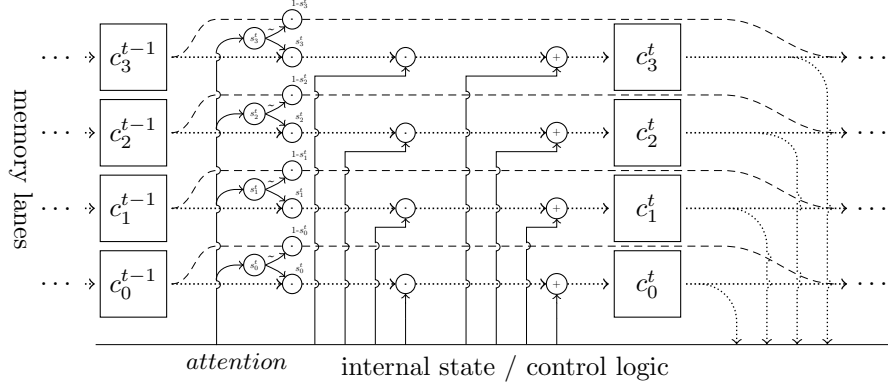 1-s_3^t
s_3^t s_3^t
··· c_3^{t-1} · + c_3^t ···
1-s_2^t
s_2^t s_2^t
··· c_2^{t-1} · + c_2^t ···
1-s_1^t
s_1^t s_1^t
··· c_1^{t-1} · + c_1^t ···
1-s_0^t
s_0^t s_0^t
··· c_0^{t-1} · + c_0^t ···
memory lanes
attention
internal state / control logic